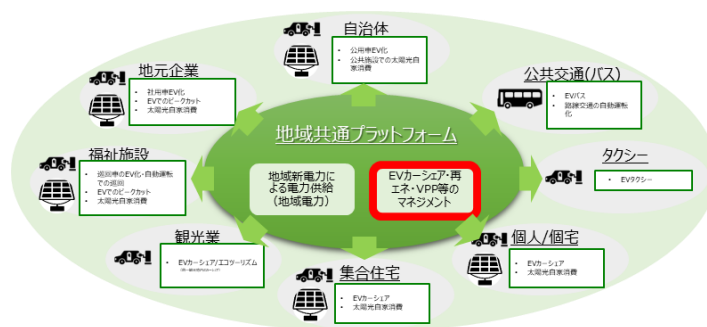 自治体
・ 公用車EV化
・ 公共施設での太陽光自
家消費
地元企業
・ 社用車EV化
・ EVでのピークカット
・ 太陽光自家消費
公共交通(バス)
・ EVバス
・ 路線交通の自動運転
化
地域共通プラットフォーム
福祉施設
・ 巡回車のEV化・自動運転
での巡回
・ EVでのピークカット
・ 太陽光自家消費
地域新電力に
よる電力供給
(地域電力)
EVカーシェア・再
エネ・VPP等の
マネジメント
タクシー
・ EVタクシー
観光業
・ EVカーシェア/エコツーリズム
個人/個宅
・ EVカーシェア
・ 太陽光自家消費
集合住宅
・ EVカーシェア
・ 太陽光自家消費